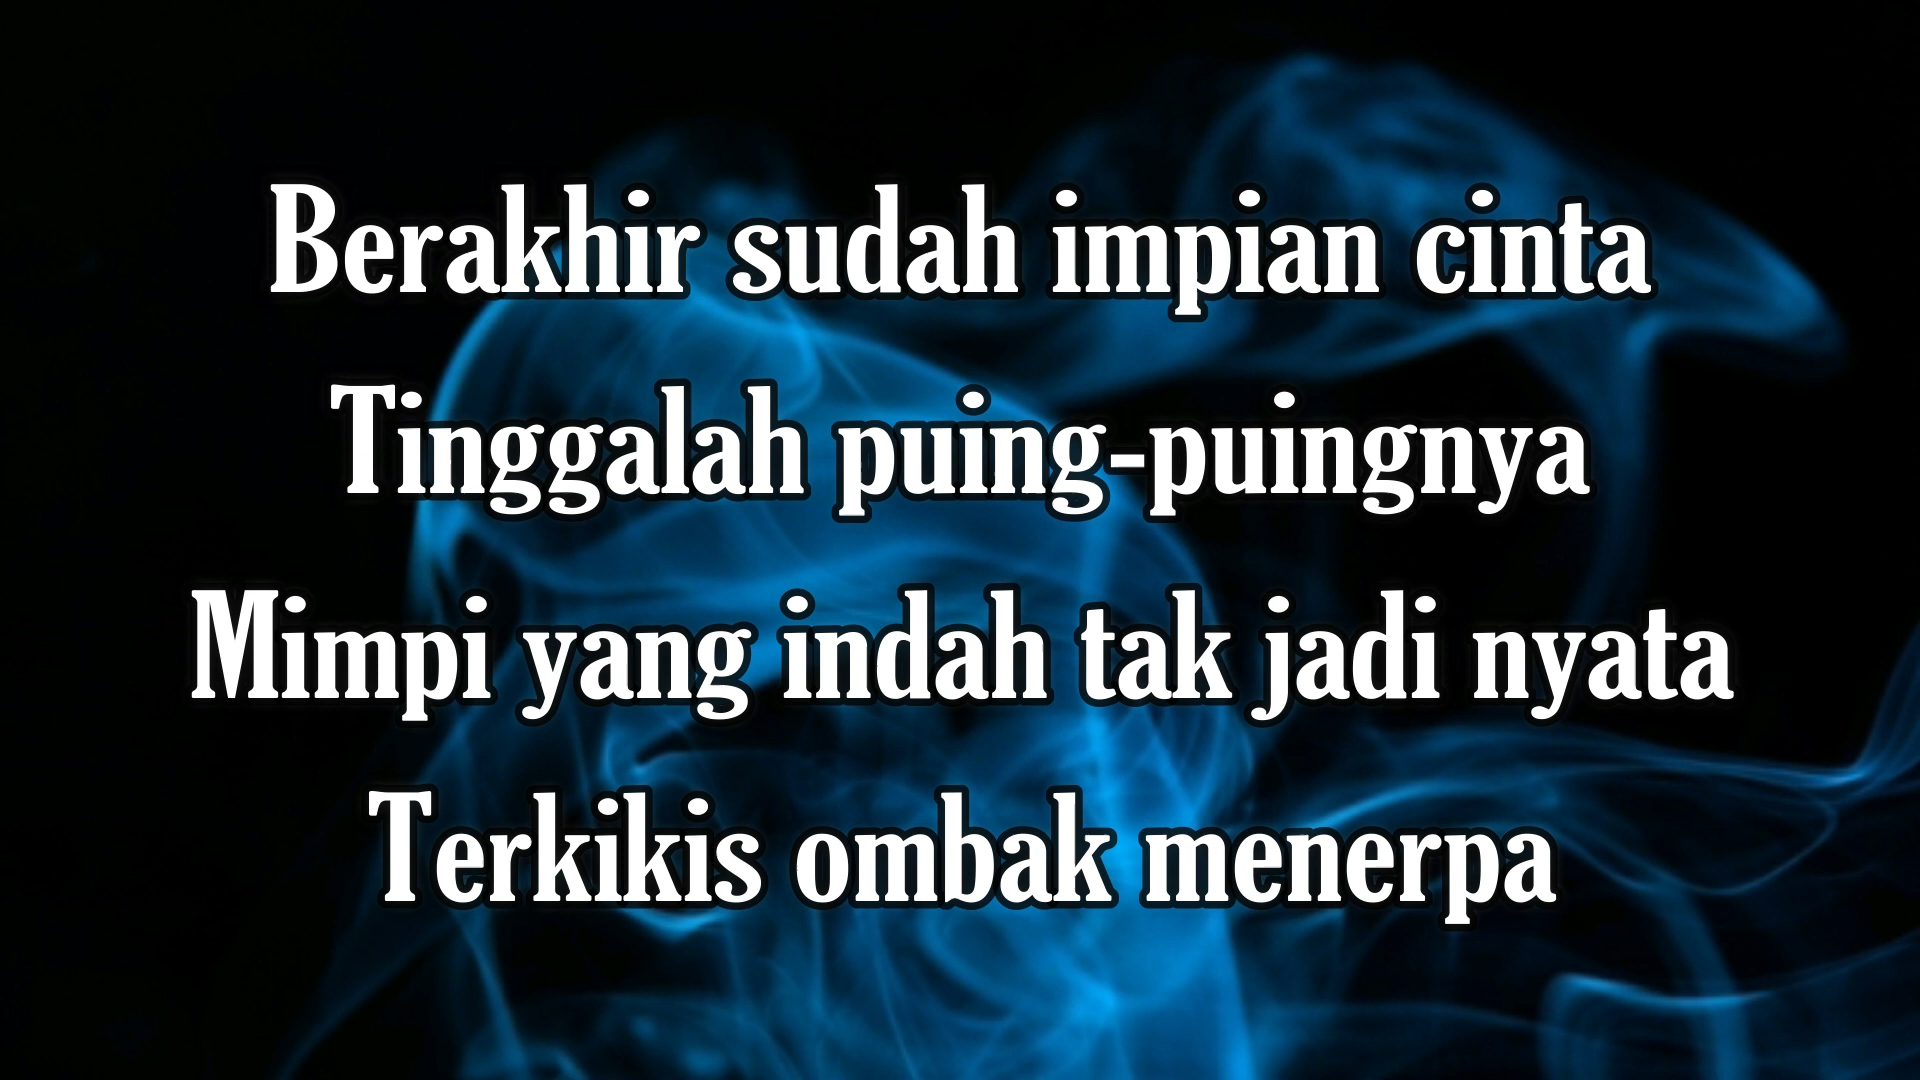 Berakhir sudah impian cinta
Tinggalah puing-puingnya
Mimpi yang indah tak jadi nyata
Terkikis ombak menerpa